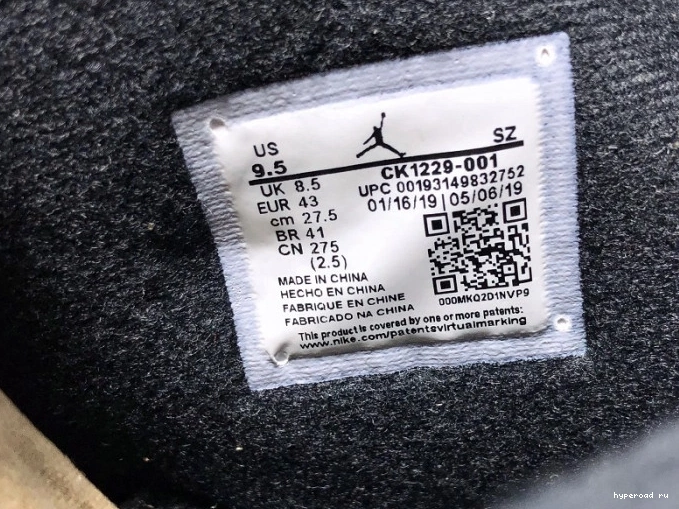 US
SZ
9.5
CK1229-001
UK 8.5
UPC 00193149832752
EUR 43
01/16/19 | 05/06/19
cm 27.5
BR 41
CN 275
(2.5)
MADE IN CHINA
HECHO EN CHINA
FABRIQUE EN CHINE
FABRICADO NA CHINA
000MKO2D1NVP9
This product is covered by one or more patents:
www.nike.com/patentsvirtualmarking
hyperoad ru